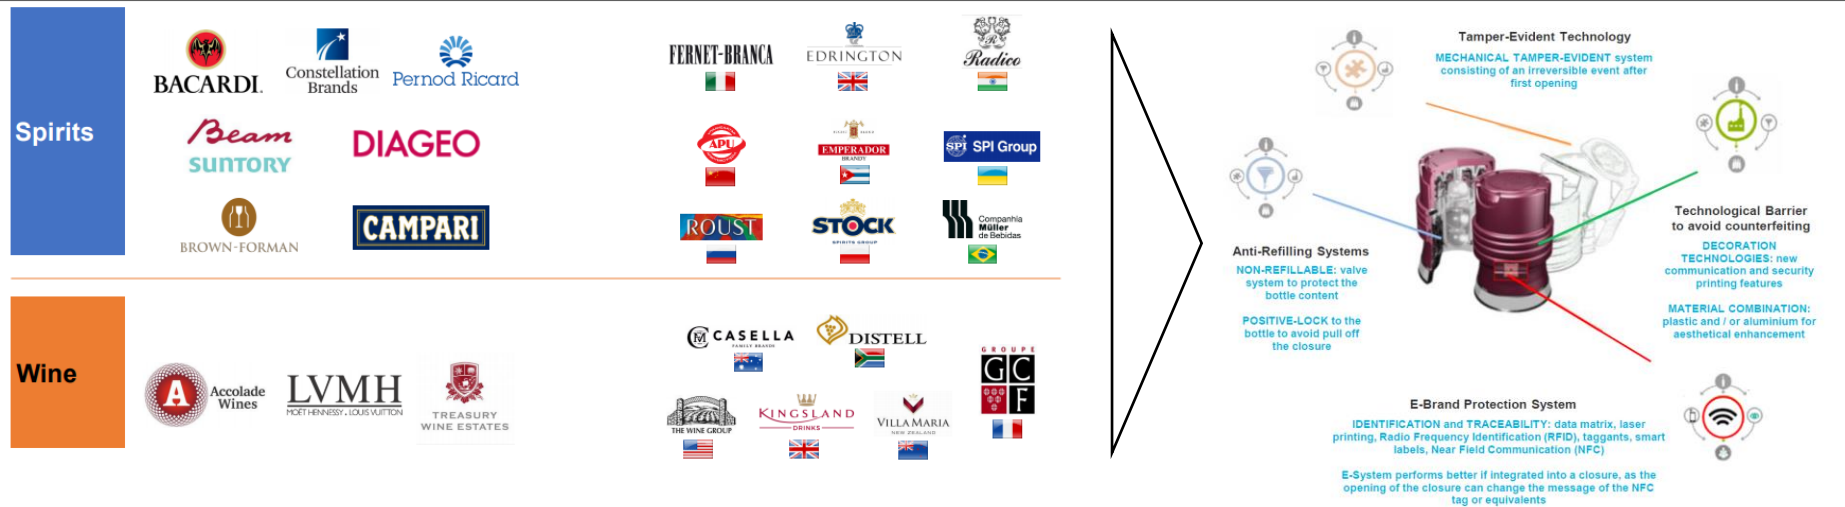 Spirits
BACARDI.
Constellation
Brands
Pernod Ricard
Beam
SUNTORY
DIAGEO
BROWN-FORMAN
CAMPARI
FERNET-BRANCA
EDRINGTON
Radico
APU
EMPERADOR
BRANDY
SPI SPI Group
ROUST
STOCK
SPIRITS GROUP
Companhia
Müller
de Bebidas
Wine
A
Accolade
Wines
LVMH
MOËT HENNESSY . LOUIS VUITTON
TREASURY
WINE ESTATES
CASELLA
FAMILY BRANDS
DISTELL
GROUPE
GC
F
THE WINE GROUP
KINGSLAND
DRINKS
VILLA MARIA
NEW ZEALAND
Tamper-Evident Technology
MECHANICAL TAMPER-EVIDENT system
consisting of an irreversible event after
first opening
Anti-Refilling Systems
NON-REFILLABLE: valve
system to protect the
bottle content
POSITIVE-LOCK to the
bottle to avoid pull off
the closure
Technological Barrier
to avoid counterfeiting
DECORATION
TECHNOLOGIES: new
communication and security
printing features
MATERIAL COMBINATION:
plastic and / or aluminium for
aesthetical enhancement
E-Brand Protection System
IDENTIFICATION and TRACEABILITY: data matrix, laser
printing, Radio Frequency Identification (RFID), taggants, smart
labels, Near Field Communication (NFC)
E-System performs better if integrated into a closure, as the
opening of the closure can change the message of the NFC
tag or equivalents